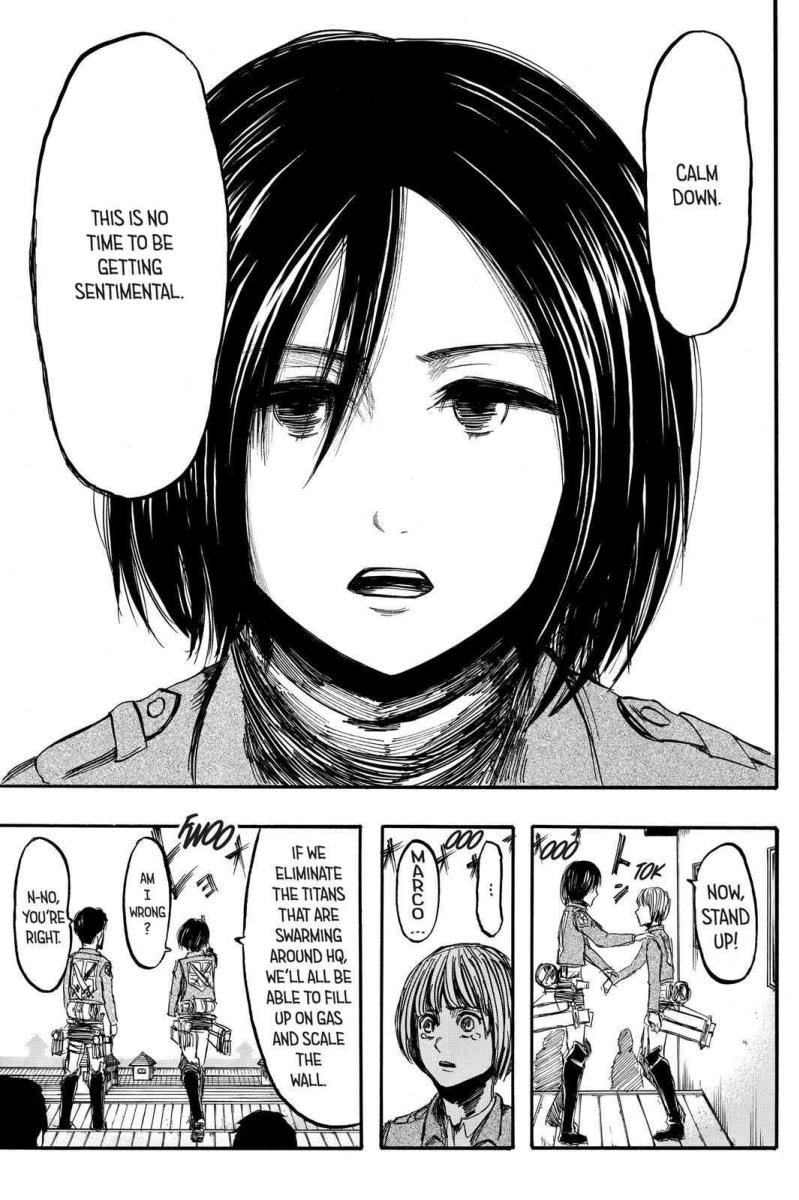 CALM
DOWN.
THIS IS NO
TIME TO BE
GETTING
SENTIMENTAL.
NOW,
STAND
UP!
ト
TOK
OOO
...
MARCO
...
OOO
IF WE
ELIMINATE
THE TITANS
THAT ARE
SWARMING
AROUND HQ,
WE'LL ALL BE
ABLE TO FILL
UP ON GAS
AND SCALE
THE
WALL.
FWOO
AM
I
WRONG?
N-NO,
YOU'RE
RIGHT.